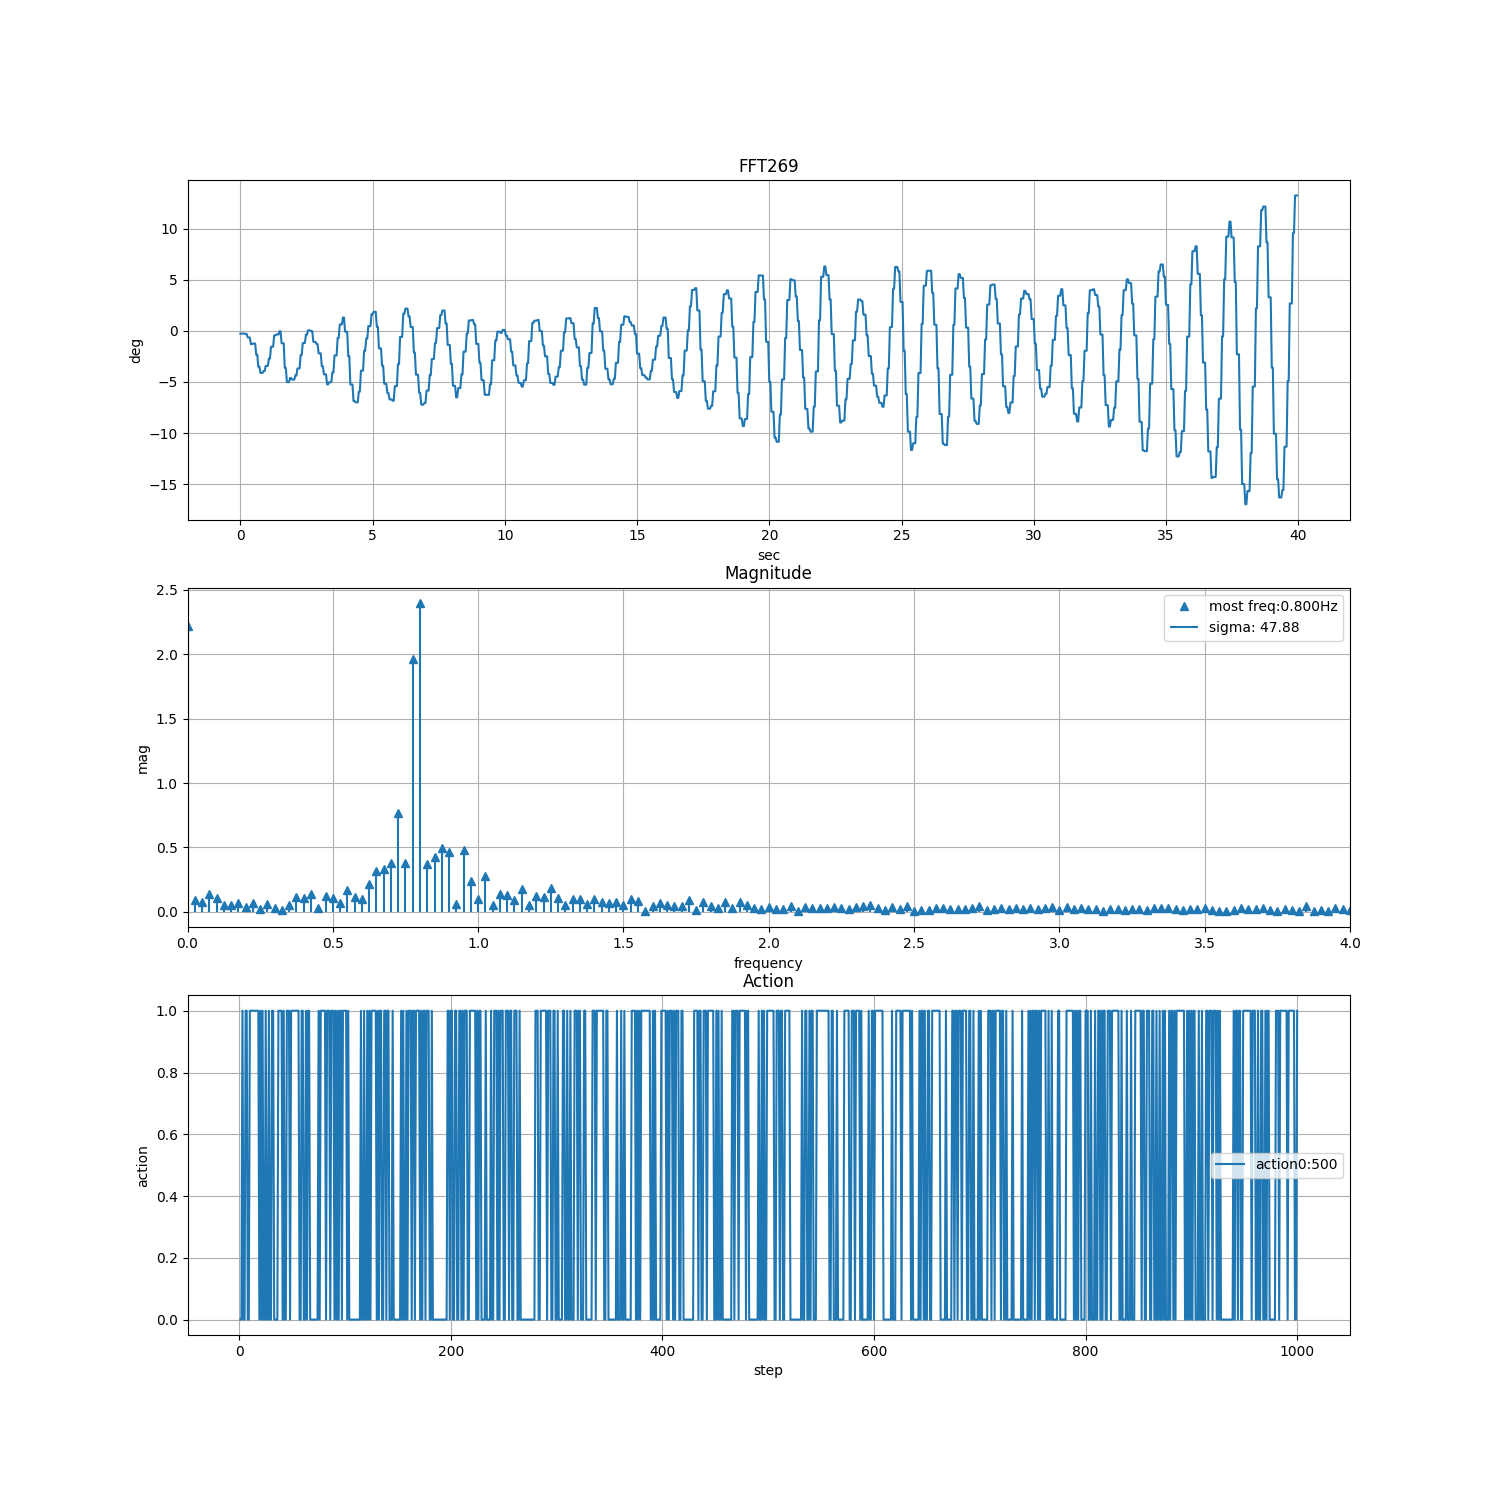 FFT269
10
5
0
−5
−10
−15
deg
0 5 10 15 20 25 30 35 40
sec
Magnitude
2.5
2.0
1.5
1.0
0.5
0.0
mag
most freq:0.800Hz
sigma: 47.88
0.0 0.5 1.0 1.5 2.0 2.5 3.0 3.5 4.0
frequency
Action
1.0
0.8
0.6
0.4
0.2
0.0
action
action0:500
0 200 400 600 800 1000
step